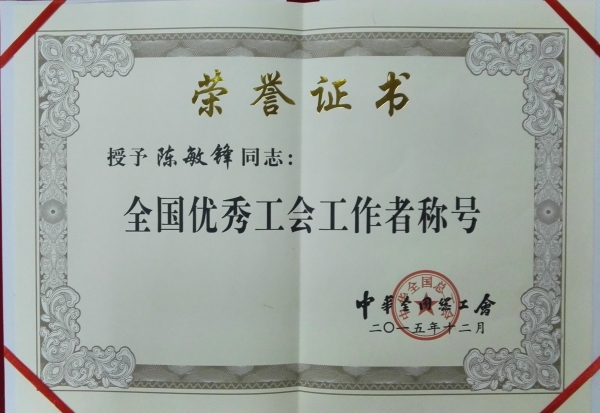 荣誉证书
授予陈敏锋同志：
全国优秀工会工作者称号
中华全国总工會
二〇一五年十二月